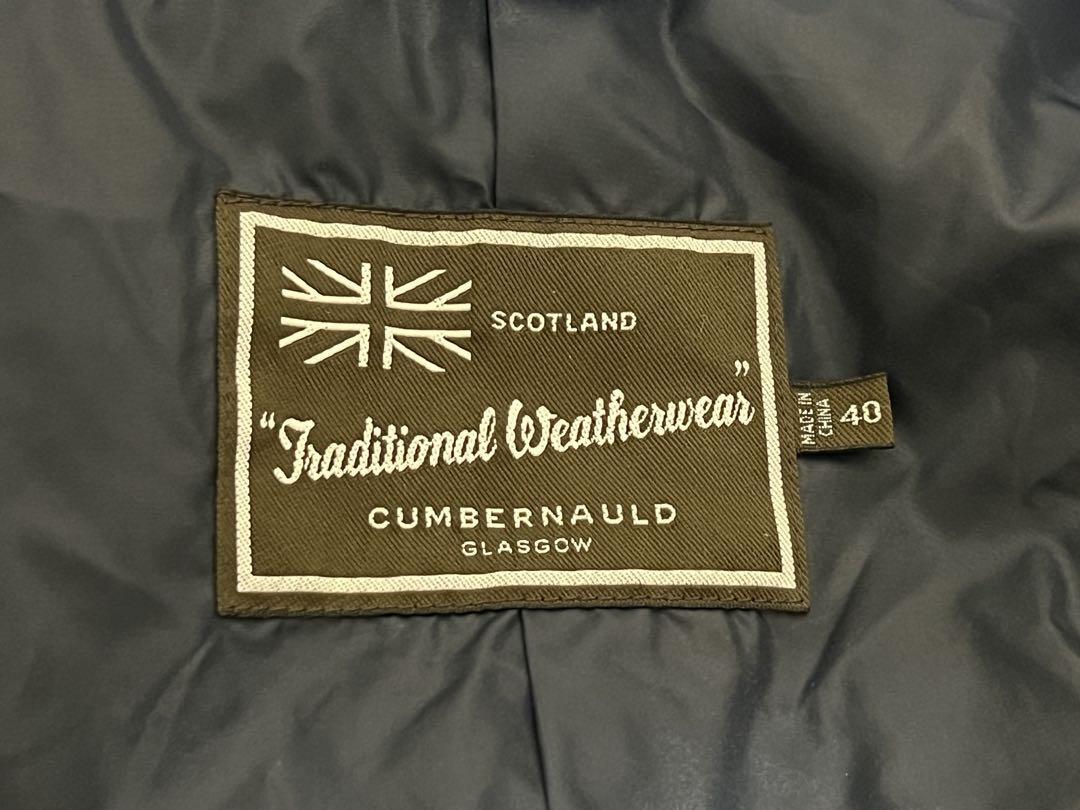 SCOTLAND
"Traditional Weatherwear"
CUMBERNAULD
GLASGOW
MADE IN
CHINA
40